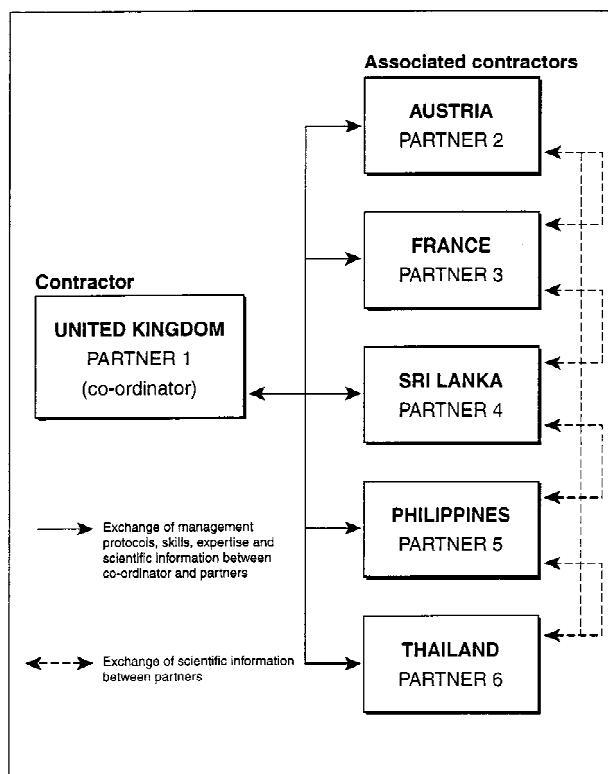 Associated contractors
AUSTRIA
PARTNER 2
FRANCE
PARTNER 3
Contractor
UNITED KINGDOM
PARTNER 1
(co-ordinator)
SRI LANKA
PARTNER 4
PHILIPPINES
PARTNER 5
THAILAND
PARTNER 6
Exchange of management
protocols, skills, expertise and
scientific information between
co-ordinator and partners
Exchange of scientific information
between partners